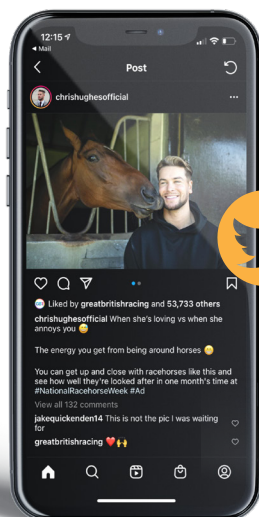 12:15
Mail
Post
chrishughesofficial
Liked by greatbritishracing and 53,733 others
chrishughesofficial When she's loving vs when she
annoys you 😅
The energy you get from being around horses 😊
You can get up and close with racehorses like this and
see how well they're looked after in one month's time at
#NationalRacehorseWeek #Ad
View all 132 comments
jakequickenden14 This is not the pic I was waiting
for
greatbritishracing ❤️🙌